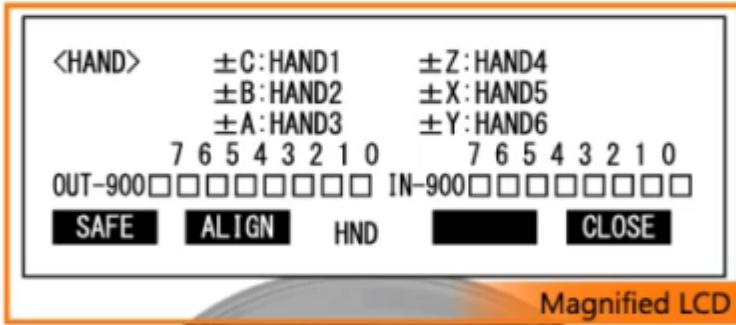 <HAND> ±C:HAND1 ±Z:HAND4
±B:HAND2 ±X:HAND5
±A:HAND3 ±Y:HAND6
7 6 5 4 3 2 1 0 7 6 5 4 3 2 1 0
OUT-900□□□□□□□□ IN-900□□□□□□□□
SAFE ALIGN HND CLOSE
Magnified LCD